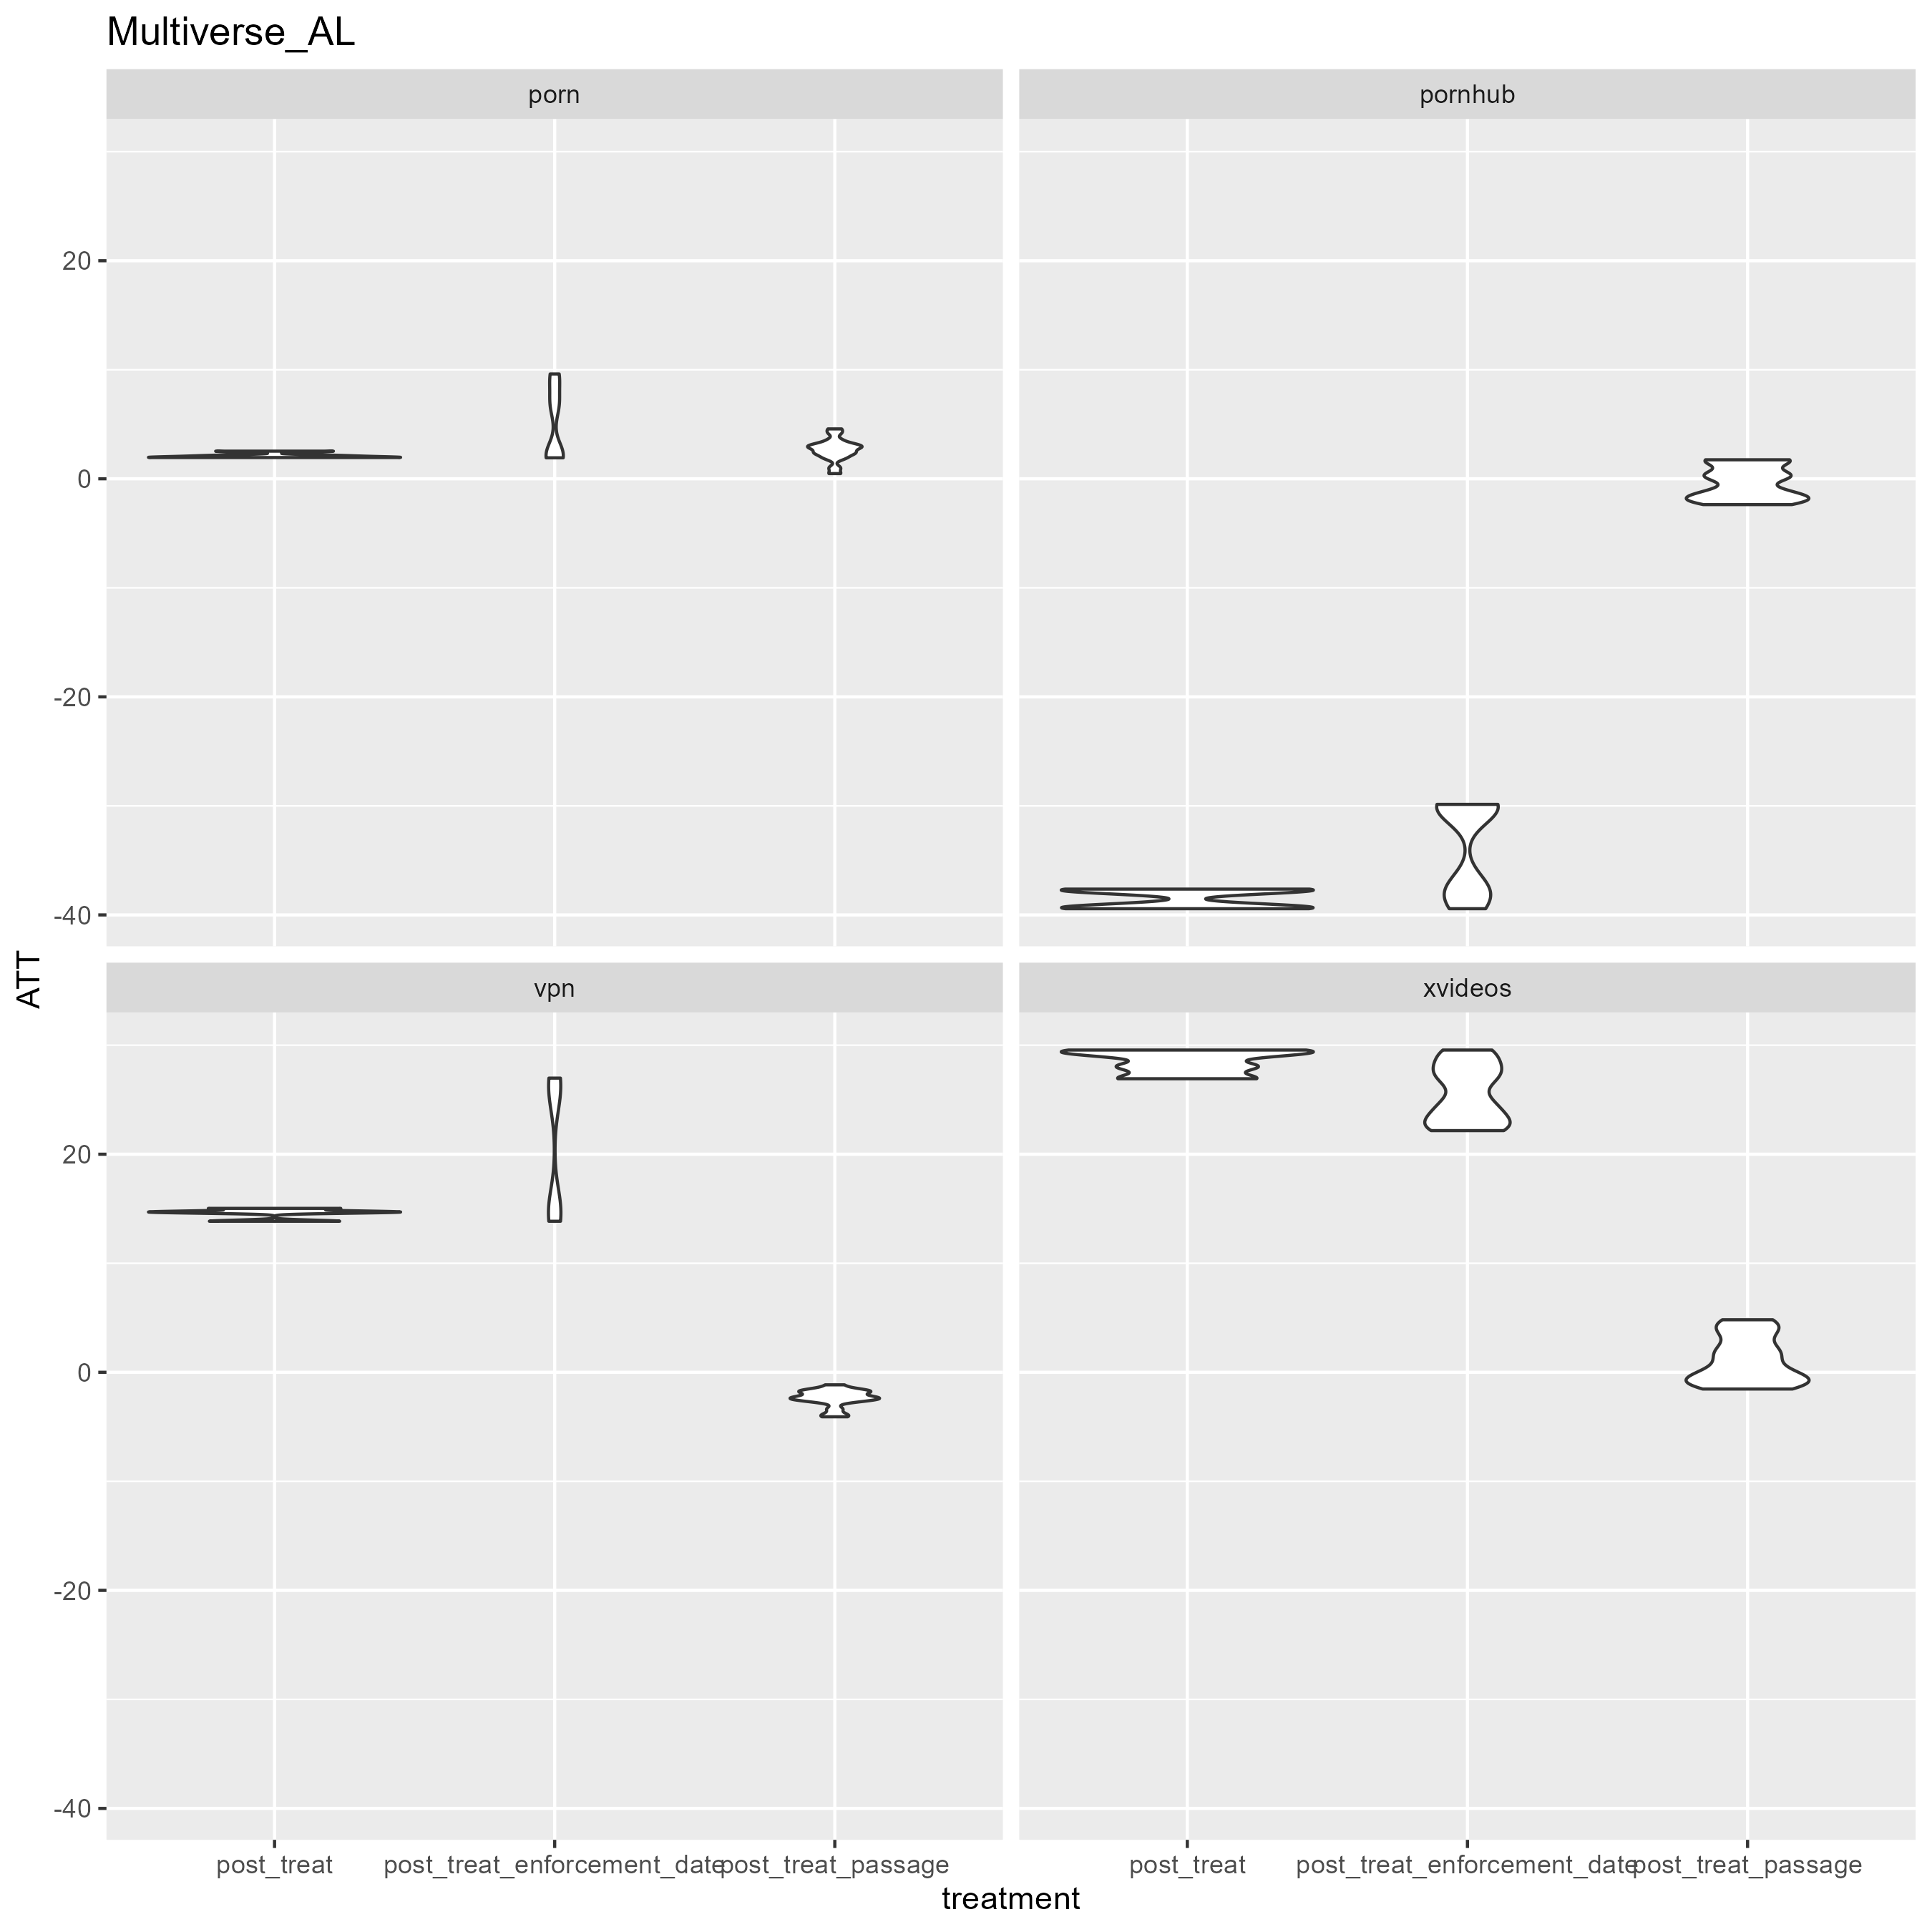 Multiverse_AL
porn
pornhub
20
0
-20
-40
ATT
vpn
xvideos
20
0
-20
-40
post_treat
post_treat_enforcement_date
post_treat_passage
post_treat
post_treat_enforcement_date
post_treat_passage
treatment